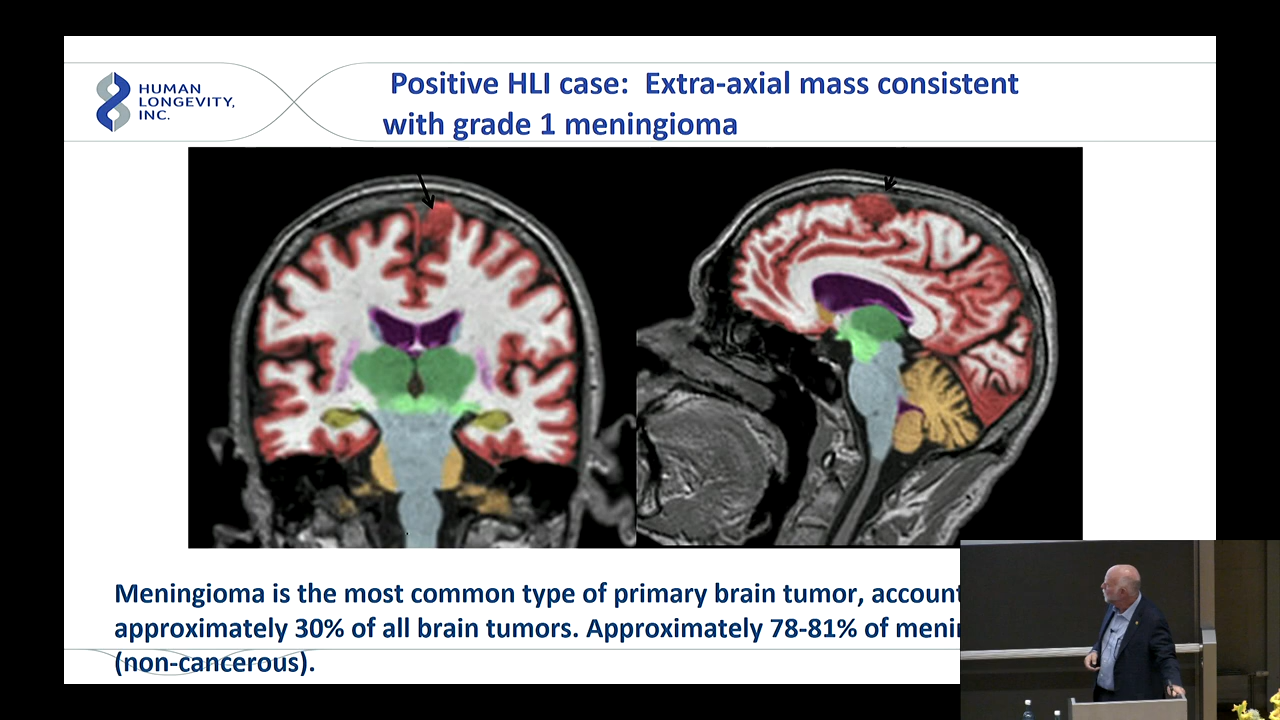 HUMAN
LONGEVITY,
INC.
Positive HLI case: Extra-axial mass consistent
with grade 1 meningioma
Meningioma is the most common type of primary brain tumor, account
approximately 30% of all brain tumors. Approximately 78-81% of
(non-cancerous).